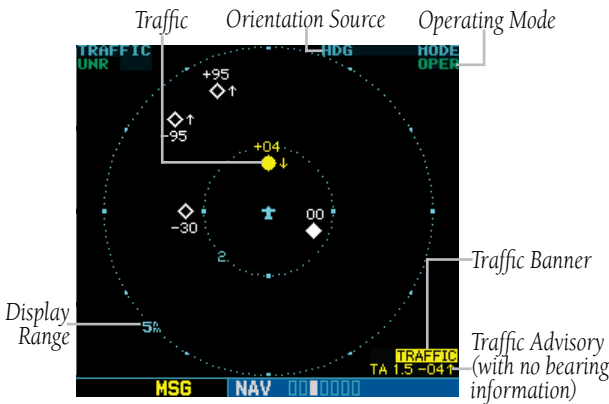 Traffic
Orientation Source
Operating Mode
TRAFFIC
HDG
MODE
UNR
OPER
+95
-95
+04
-30
00
2.
Traffic Banner
Display
Range
5nm
TRAFFIC
TA 1.5 -04↑
Traffic Advisory
(with no bearing
information)
MSG
NAV